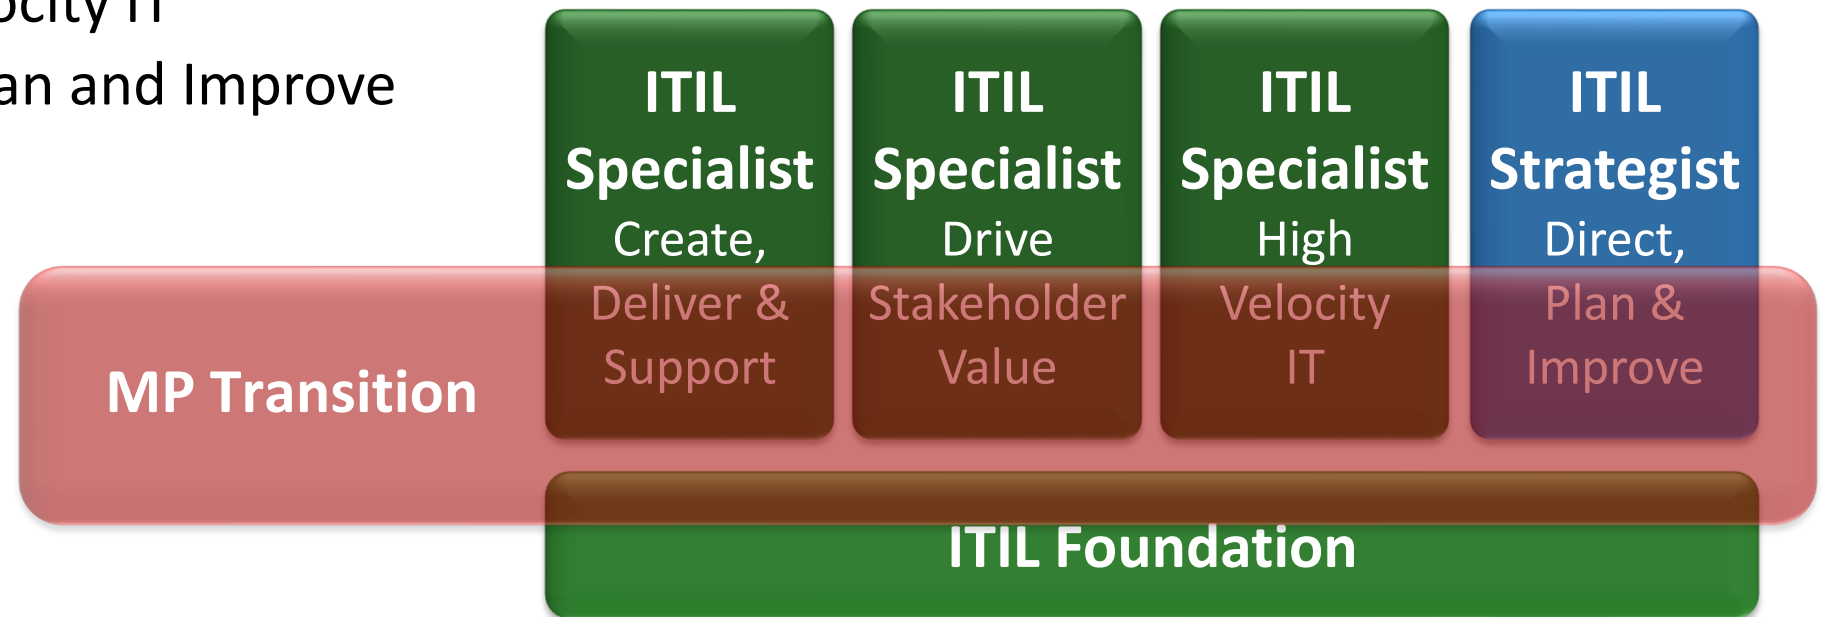 IT
and Improve
ITIL
Specialist
Create,
Deliver &
Support
ITIL
Specialist
Drive
Stakeholder
Value
ITIL
Specialist
High
Velocity
IT
ITIL
Strategist
Direct,
Plan &
Improve
MP Transition
ITIL Foundation